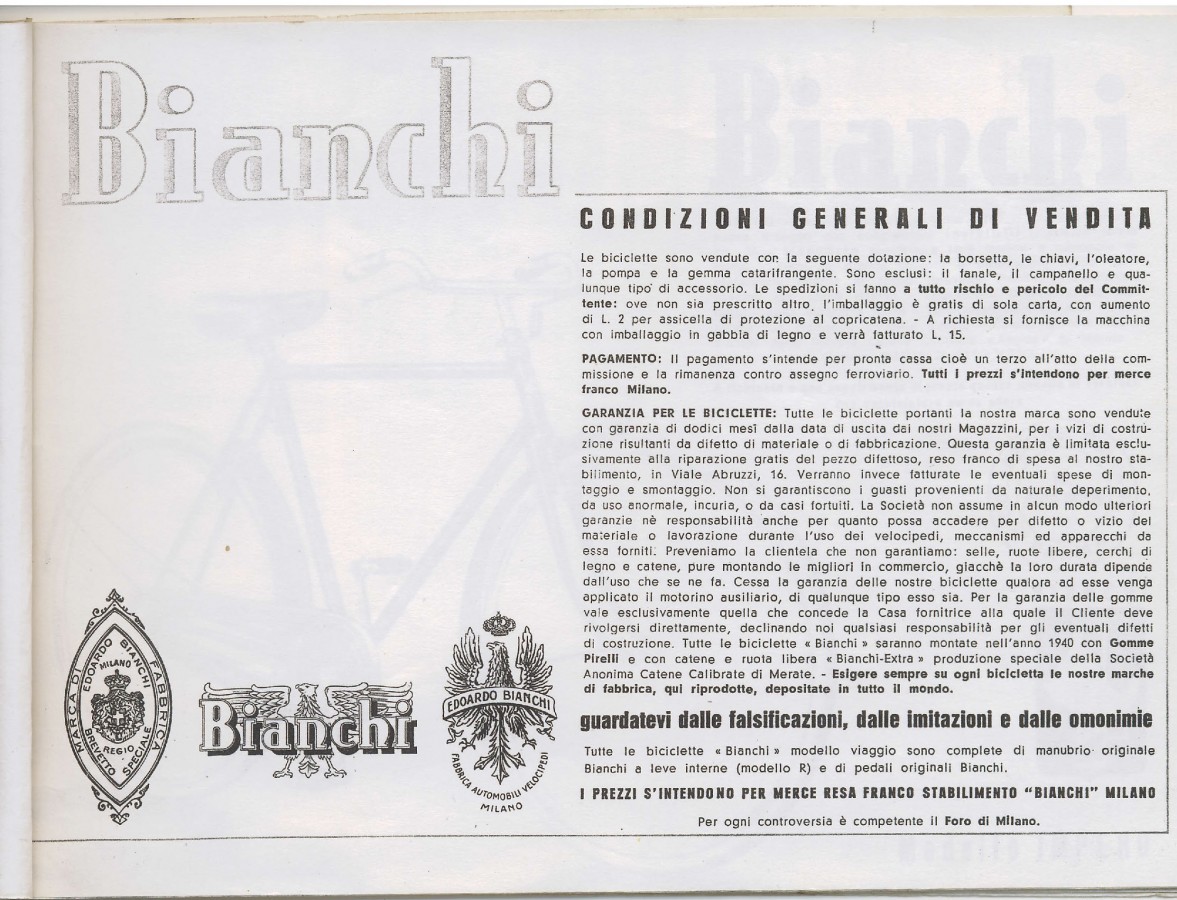 Bianchi
CONDIZIONI GENERALI DI VENDITA
Le biciclette sono vendute con la seguente dotazione: la borsetta, le chiavi, l'oleatore,
la pompa e la gemma catarifrangente. Sono esclusi: il fanale, il campanello e qua-
lunque tipo di accessorio. Le spedizioni si fanno a tutto rischio e pericolo del Commit-
tente: ove non sia prescritto altro, l'imballaggio è gratis di sola carta, con aumento
di L. 2 per assicella di protezione al copricatena. - A richiesta si fornisce la macchina
con imballaggio in gabbia di legno e verrà fatturato L. 15.
PAGAMENTO: Il pagamento s'intende per pronta cassa cioè un terzo all'atto della com-
missione e la rimanenza contro assegno ferroviario. Tutti i prezzi s'intendono per merce
franco Milano.
GARANZIA PER LE BICICLETTE: Tutte le biciclette portanti la nostra marca sono vendute
con garanzia di dodici mesi dalla data di uscita dai nostri Magazzini, per i vizi di costru-
zione risultanti da difetto di materiale o di fabbricazione. Questa garanzia è limitata esclu-
sivamente alla riparazione gratis del pezzo difettoso, reso franco di spesa al nostro sta-
bilimento, in Viale Abruzzi, 16. Verranno invece fatturate le eventuali spese di mon-
taggio e smontaggio. Non si garantiscono i guasti provenienti da naturale deperimento,
da uso anormale, incuria, o da casi fortuiti. La Società non assume in alcun modo ulteriori
garanzie nè responsabilità anche per quanto possa accadere per difetto o vizio del
materiale o lavorazione durante l'uso dei velocipedi, meccanismi ed apparecchi da
essa forniti. Preveniamo la clientela che non garantiamo: selle, ruote libere, cerchi di
legno e catene, pure montando le migliori in commercio, giacchè la loro durata dipende
dall'uso che se ne fa. Cessa la garanzia delle nostre biciclette qualora ad esse venga
applicato il motorino ausiliario, di qualunque tipo esso sia. Per la garanzia delle gomme
vale esclusivamente quella che concede la Casa fornitrice alla quale il Cliente deve
rivolgersi direttamente, declinando noi qualsiasi responsabilità per gli eventuali difetti
di costruzione. Tutte le biciclette « Bianchi » saranno montate nell'anno 1940 con Gomme
Pirelli e con catene e ruota libera « Bianchi-Extra » produzione speciale della Società
Anonima Catene Calibrate di Merate. - Esigere sempre su ogni bicicletta le nostre marche
di fabbrica, qui riprodotte, depositate in tutto il mondo.
guardatevi dalle falsificazioni, dalle imitazioni e dalle omonimie
Tutte le biciclette « Bianchi » modello viaggio sono complete di manubrio originale
Bianchi a leve interne (modello R) e di pedali originali Bianchi.
I PREZZI S'INTENDONO PER MERCE RESA FRANCO STABILIMENTO "BIANCHI" MILANO
Per ogni controversia è competente il Foro di Milano.
MARCA DI FABBRICA
EDOARDO BIANCHI
MILANO
REGIO
BREVETTO SPECIALE
Bianchi
EDOARDO BIANCHI
FABBRICA AUTOMOBILI VELOCIPEDI
MILANO